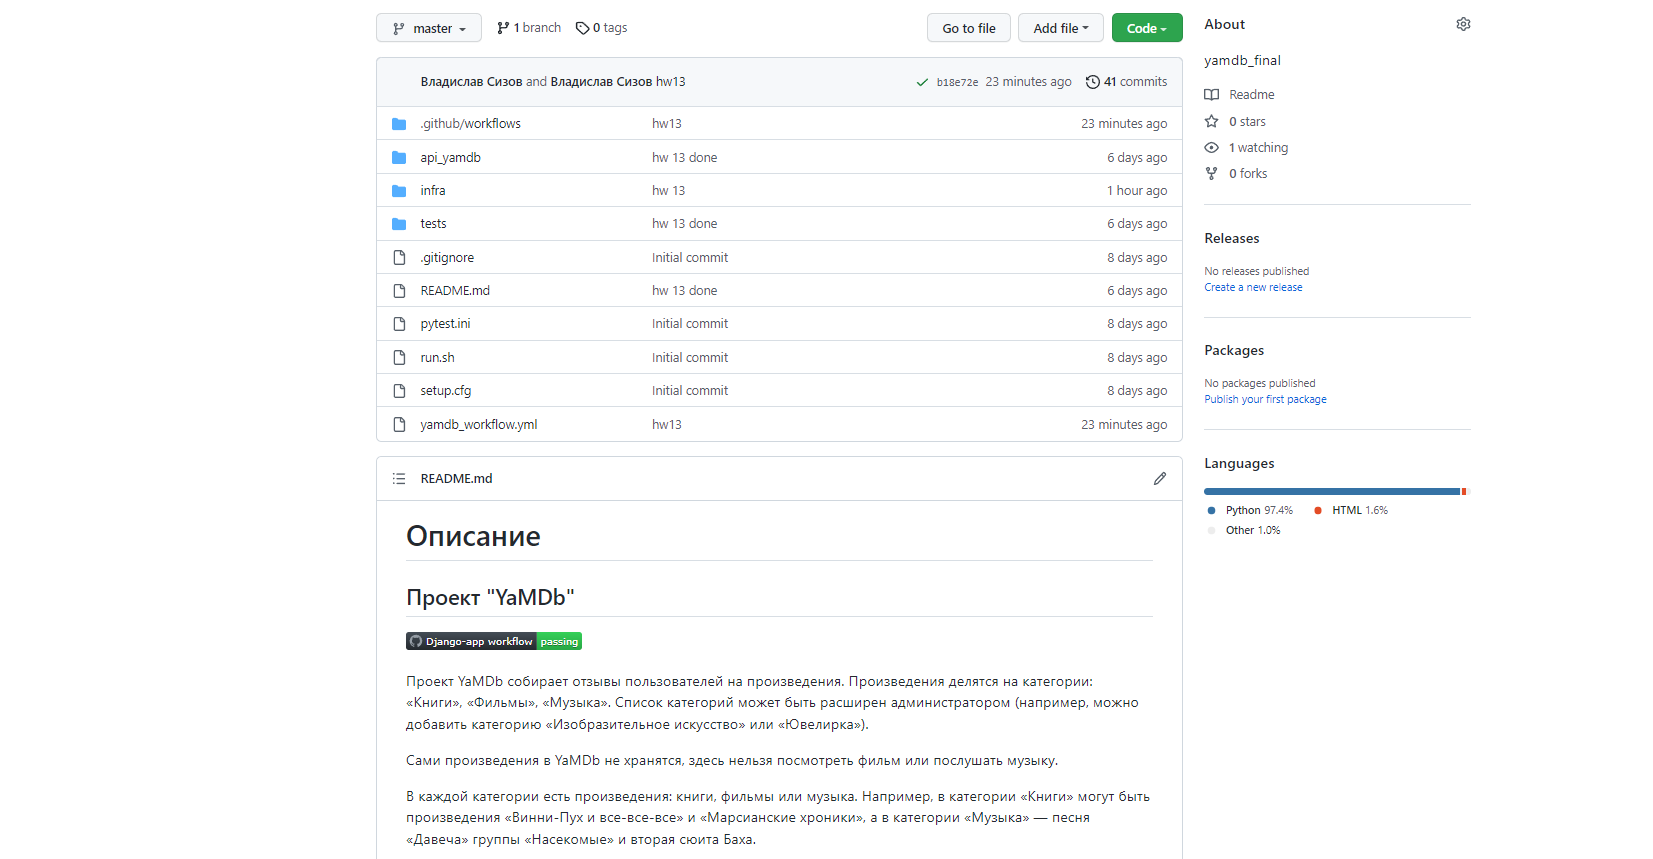 master
1 branch
0 tags
Go to file
Add file
Code
Владислав Сизов and Владислав Сизов hw13
b18e72e 23 minutes ago
41 commits
.github/workflows hw13 23 minutes ago
api_yamdb hw 13 done 6 days ago
infra hw 13 1 hour ago
tests hw 13 done 6 days ago
.gitignore Initial commit 8 days ago
README.md hw 13 done 6 days ago
pytest.ini Initial commit 8 days ago
run.sh Initial commit 8 days ago
setup.cfg Initial commit 8 days ago
yamdb_workflow.yml hw13 23 minutes ago
README.md
Описание
Проект "YaMDb"
Django-app workflow passing
Проект YaMDb собирает отзывы пользователей на произведения. Произведения делятся на категории:
«Книги», «Фильмы», «Музыка». Список категорий может быть расширен администратором (например, можно
добавить категорию «Изобразительное искусство» или «Ювелирка»).
Сами произведения в YaMDb не хранятся, здесь нельзя посмотреть фильм или послушать музыку.
В каждой категории есть произведения: книги, фильмы или музыка. Например, в категории «Книги» могут быть
произведения «Винни-Пух и все-все-все» и «Марсианские хроники», а в категории «Музыка» — песня
«Давеча» группы «Насекомые» и вторая сюита Баха.
About
yamdb_final
Readme
0 stars
1 watching
0 forks
Releases
No releases published
Create a new release
Packages
No packages published
Publish your first package
Languages
Python 97.4% HTML 1.6%
Other 1.0%